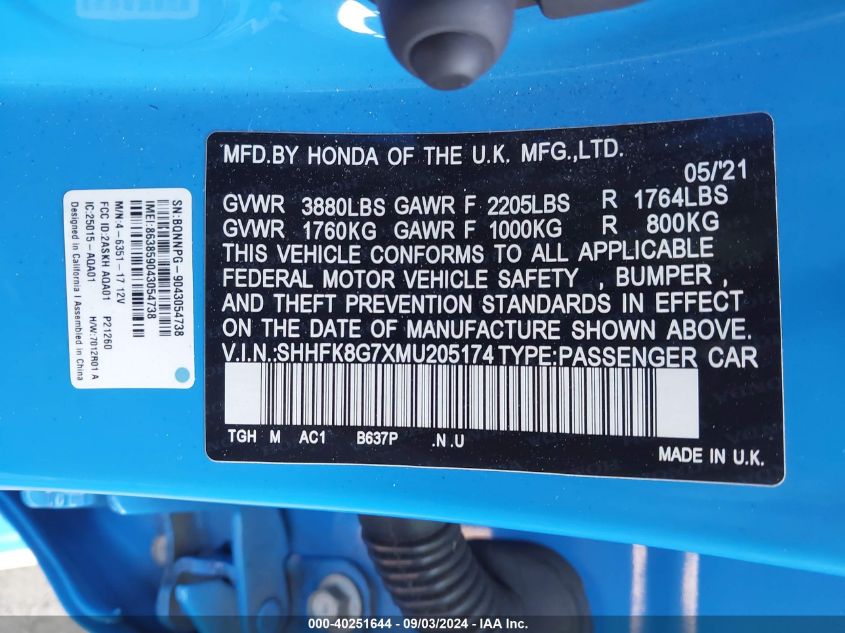 MFD.BY HONDA OF THE U.K. MFG.,LTD.
05/'21
GVWR 3880LBS GAWR F 2205LBS R 1764LBS
GVWR 1760KG GAWR F 1000KG R 800KG
THIS VEHICLE CONFORMS TO ALL APPLICABLE
FEDERAL MOTOR VEHICLE SAFETY , BUMPER ,
AND THEFT PREVENTION STANDARDS IN EFFECT
ON THE DATE OF MANUFACTURE SHOWN ABOVE.
V.I.N.:SHHFK8G7XMU205174 TYPE:PASSENGER CAR
TGH M AC1 B637P .N .U
MADE IN U.K.
SN:BQNNPG-9043054738
IMEI:863859043054738
M/N:4-6351-17 12V
FCC ID:2ASKH AQA01 P21260
IC:25015-AQA01 H/W:7012R01 A
Designed in California I Assembled in China
000-40251644 - 09/03/2024 - IAA Inc.